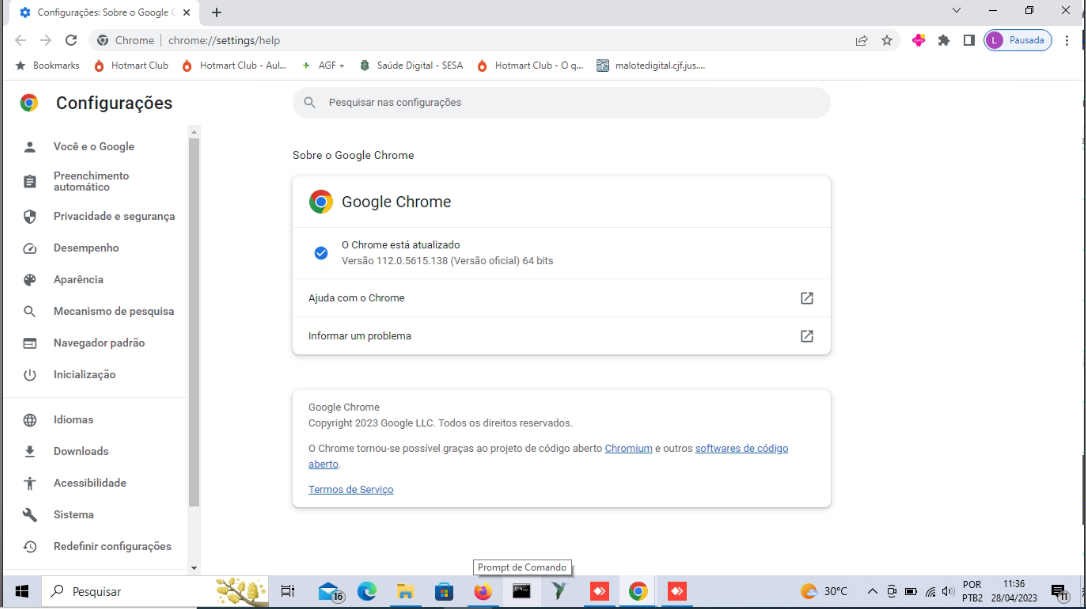 Configurações: Sobre o Google C
Chrome
chrome://settings/help
L
Pausada
Bookmarks
Hotmart Club
Hotmart Club - Aul...
AGF +
Saúde Digital - SESA
Hotmart Club - O q...
malotedigital.cjf.jus....
Configurações
Pesquisar nas configurações
Você e o Google
Preenchimento
automático
Privacidade e segurança
Desempenho
Aparência
Mecanismo de pesquisa
Navegador padrão
Inicialização
Idiomas
Downloads
Acessibilidade
Sistema
Redefinir configurações
Sobre o Google Chrome
Google Chrome
O Chrome está atualizado
Versão 112.0.5615.138 (Versão oficial) 64 bits
Ajuda com o Chrome
Informar um problema
Google Chrome
Copyright 2023 Google LLC. Todos os direitos reservados.
O Chrome tornou-se possível graças ao projeto de código aberto Chromium e outros softwares de código
aberto.
Termos de Serviço
Prompt de Comando
Pesquisar
16
30°C
POR
PTB2
11:36
28/04/2023
11